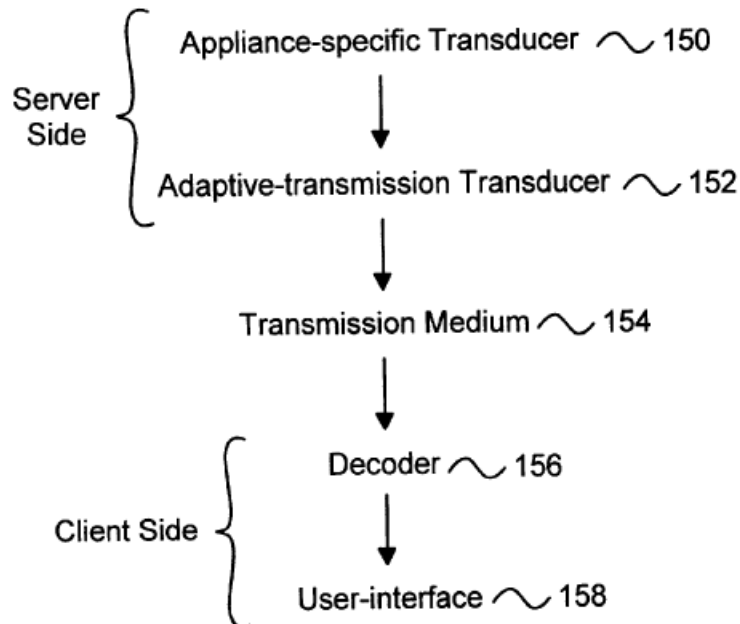 Appliance-specific Transducer 150
Server
Side
Adaptive-transmission Transducer 152
Transmission Medium 154
Decoder 156
Client Side
User-interface 158